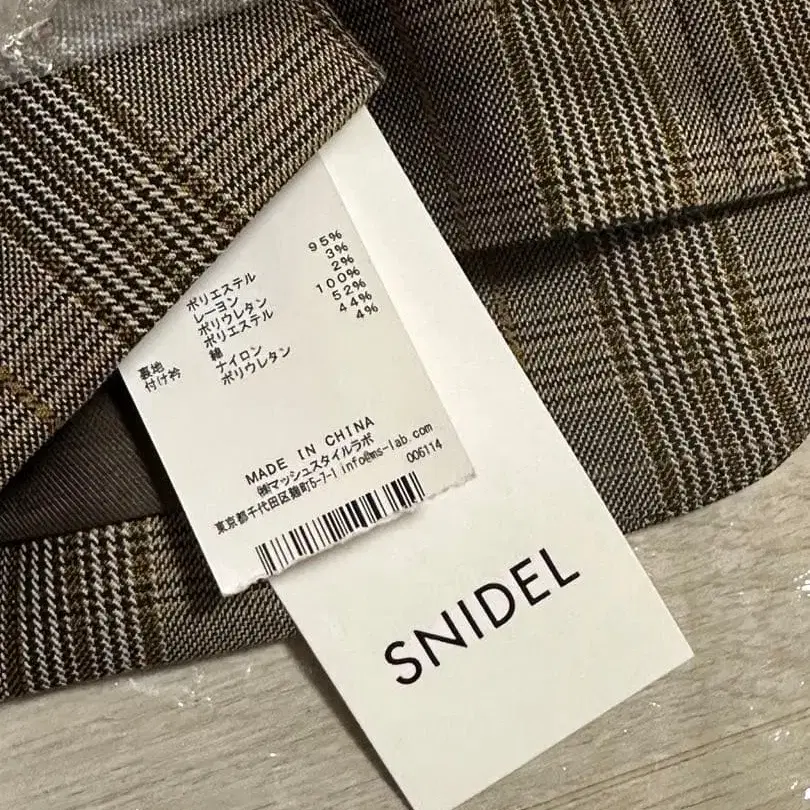 ポリエステル 95%
レーヨン 3%
ポリウレタン 2%
裏地 ポリエステル 100%
付け衿 綿 52%
ナイロン 44%
ポリウレタン 4%
MADE IN CHINA
㈱マッシュスタイルラボ
東京都千代田区麹町5-7-1 info@ms-lab.com
006114
SNIDEL